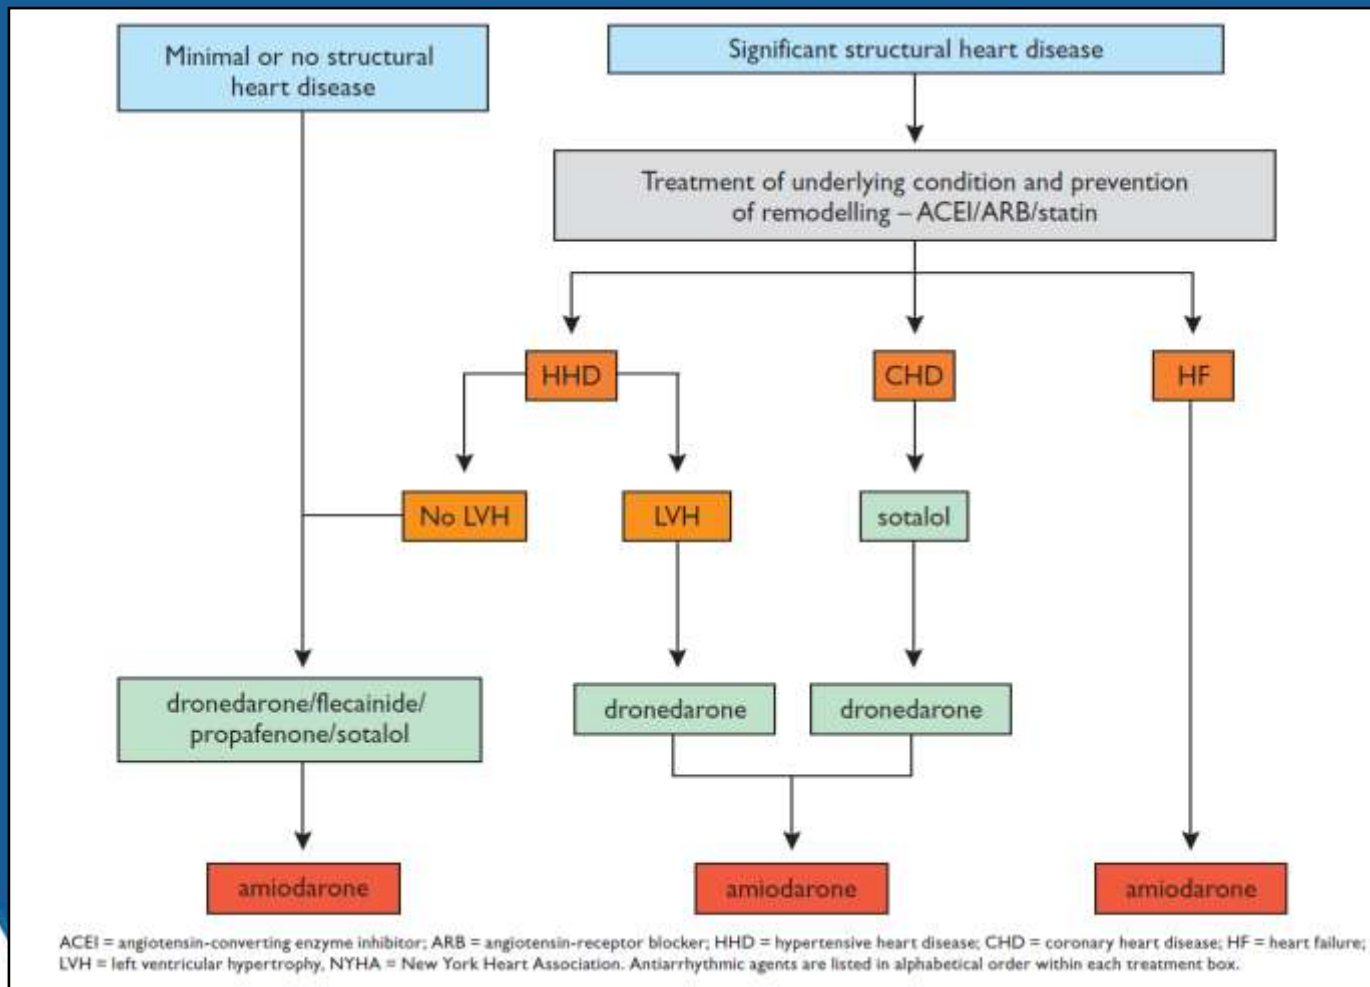 Minimal or no structural
heart disease
Significant structural heart disease
Treatment of underlying condition and prevention
of remodelling – ACEI/ARB/statin
HHD
CHD
HF
No LVH
LVH
sotalol
dronedarone/flecainide/
propafenone/sotalol
dronedarone
dronedarone
amiodarone
amiodarone
amiodarone
ACEI = angiotensin-converting enzyme inhibitor; ARB = angiotensin-receptor blocker; HHD = hypertensive heart disease; CHD = coronary heart disease; HF = heart failure;
LVH = left ventricular hypertrophy, NYHA = New York Heart Association. Antiarrhythmic agents are listed in alphabetical order within each treatment box.